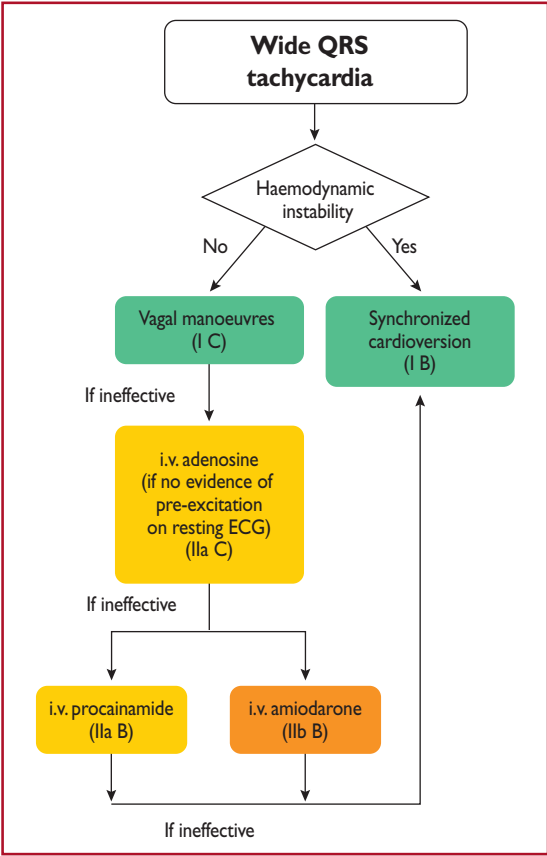 Wide QRS
tachycardia
Haemodynamic
instability
No
Yes
Vagal manoeuvres
(I C)
Synchronized
cardioversion
(I B)
If ineffective
i.v. adenosine
(if no evidence of
pre-excitation
on resting ECG)
(IIa C)
If ineffective
i.v. procainamide
(IIa B)
i.v. amiodarone
(IIb B)
If ineffective